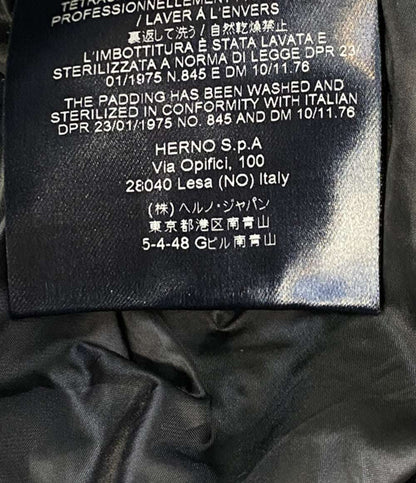 PROFESSIONNELLEMENT
/ LAVER À L'ENVERS
裏返して洗う/自然乾燥禁止
L'IMBOTTITURA È STATA LAVATA E
STERILIZZATA A NORMA DI LEGGE DPR 23
01/1975 N.845 E DM 10/11.76
THE PADDING HAS BEEN WASHED AND
STERILIZED IN CONFORMITY WITH ITALIAN
DPR 23/01/1975 NO. 845 AND DM 10/11.76
HERNO S.p.A
Via Opifici, 100
28040 Lesa (NO) Italy
(株)ヘルノ・ジャパン
東京都港区南青山
5-4-48 Gビル南青山